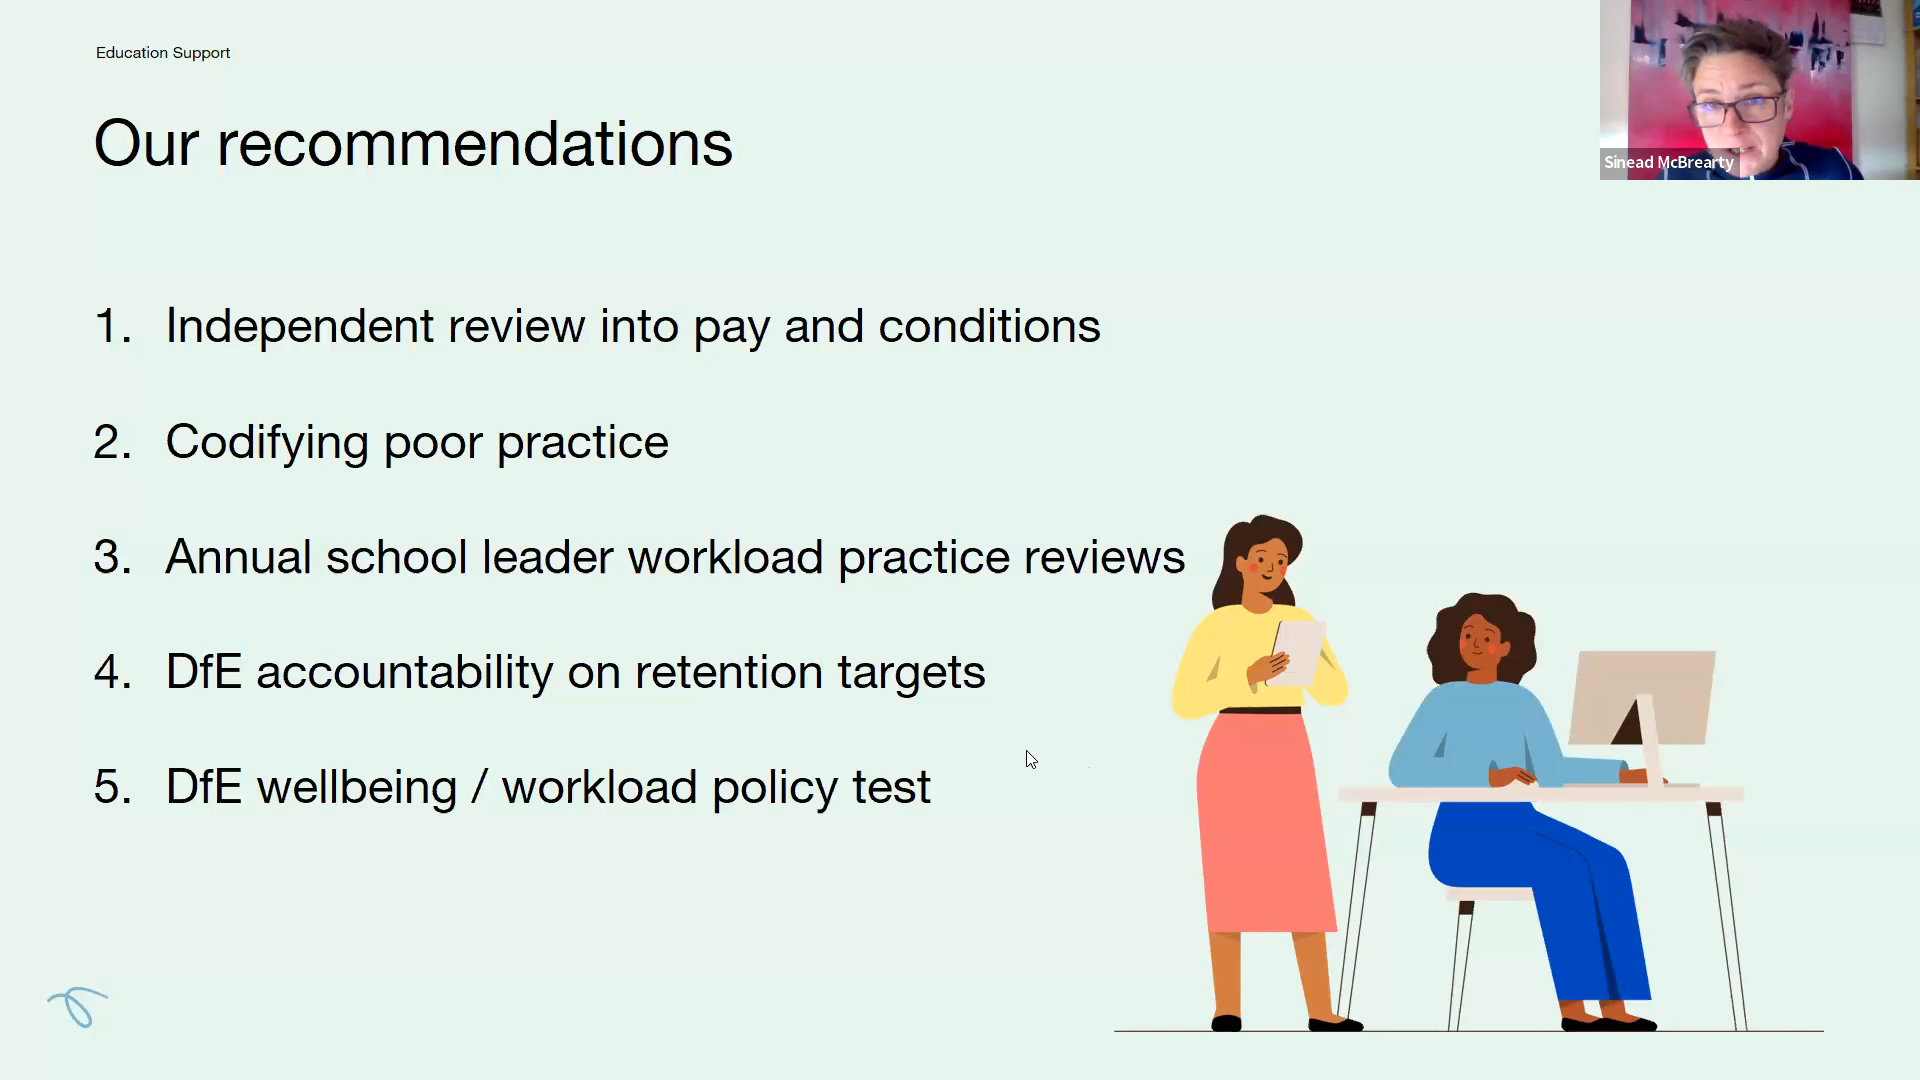 Education Support
Our recommendations
1. Independent review into pay and conditions
2. Codifying poor practice
3. Annual school leader workload practice reviews
4. DfE accountability on retention targets
5. DfE wellbeing / workload policy test
Sinead McBrearty